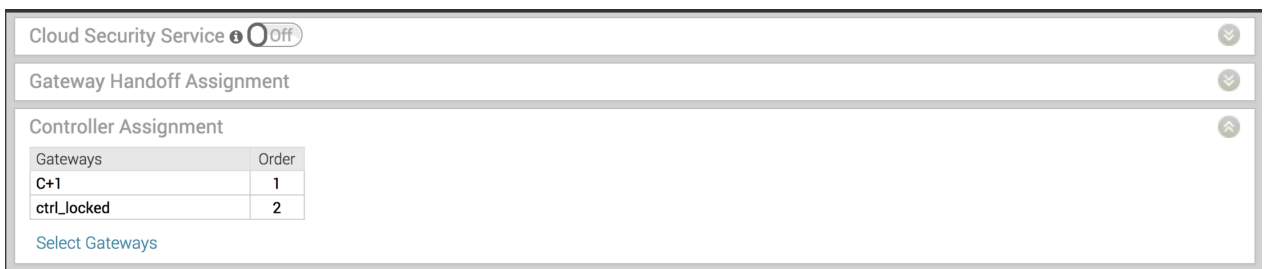 Cloud Security Service Off
Gateway Handoff Assignment
Controller Assignment
Gateways Order
C+1 1
ctrl_locked 2
Select Gateways